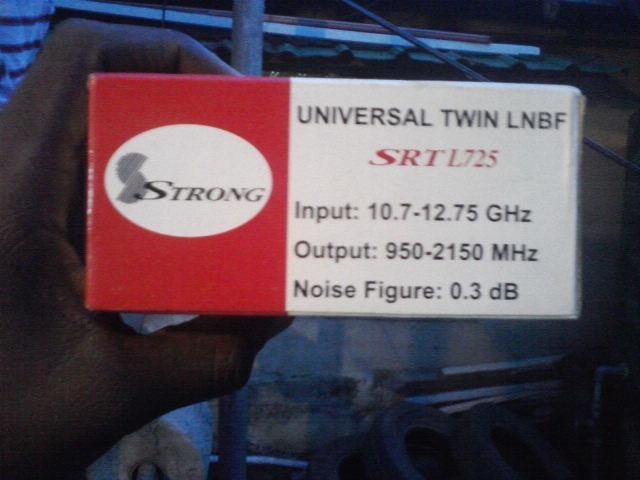 STRONG
UNIVERSAL TWIN LNBF
SRT L725
Input: 10.7-12.75 GHz
Output: 950-2150 MHz
Noise Figure: 0.3 dB